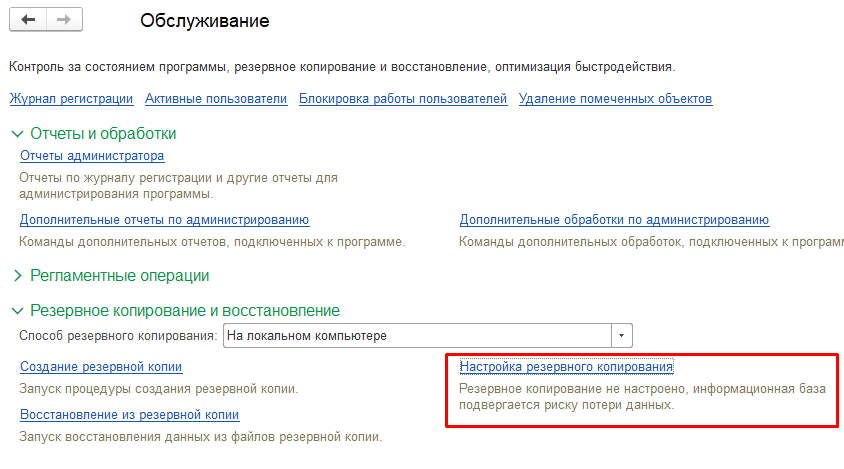 Обслуживание
Контроль за состоянием программы, резервное копирование и восстановление, оптимизация быстродействия.
Журнал регистрации Активные пользователи Блокировка работы пользователей Удаление помеченных объектов
Отчеты и обработки
Отчеты администратора
Отчеты по журналу регистрации и другие отчеты для
администрирования программы.
Дополнительные отчеты по администрированию Дополнительные обработки по администрированию
Команды дополнительных отчетов, подключенных к программе. Команды дополнительных обработок, подключенных к програм
Регламентные операции
Резервное копирование и восстановление
Способ резервного копирования: На локальном компьютере
Создание резервной копии Настройка резервного копирования
Запуск процедуры создания резервной копии. Резервное копирование не настроено, информационная база
подвергается риску потери данных.
Восстановление из резервной копии
Запуск восстановления данных из файлов резервной копии.